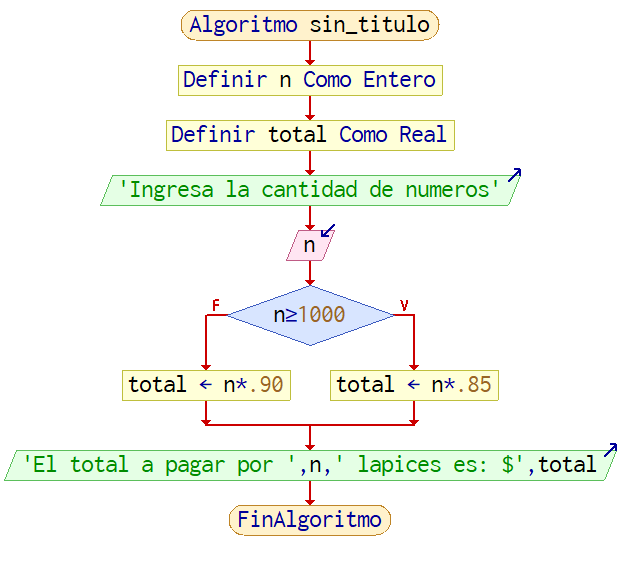 Algoritmo sin_titulo
Definir n Como Entero
Definir total Como Real
'Ingresa la cantidad de numeros'
n
F
n≥1000
V
total ← n*.90
total ← n*.85
'El total a pagar por ',n,' lapices es: $',total
FinAlgoritmo